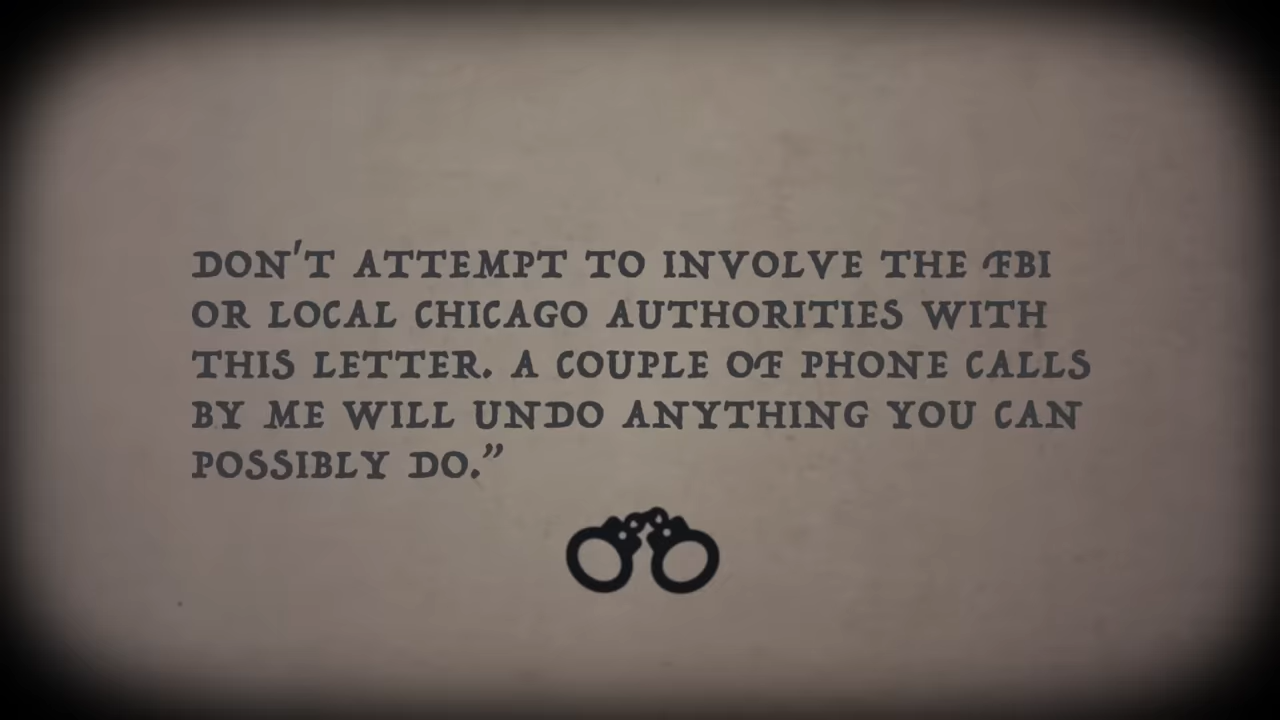 DON'T ATTEMPT TO INVOLVE THE FBI
OR LOCAL CHICAGO AUTHORITIES WITH
THIS LETTER. A COUPLE OF PHONE CALLS
BY ME WILL UNDO ANYTHING YOU CAN
POSSIBLY DO.”